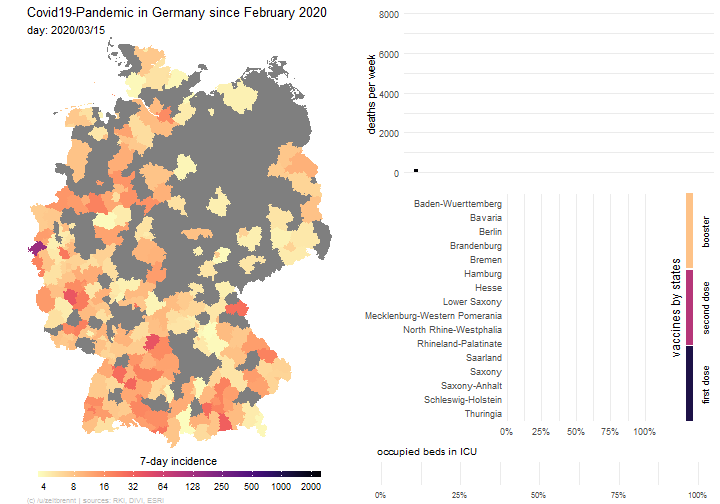 Covid19-Pandemic in Germany since February 2020
day: 2020/03/15
7-day incidence
4 8 16 32 64 128 250 500 1000 2000
(c) /u/zeitbrennt | sources: RKI, DIVI, ESRI
deaths per week
8000
6000
4000
2000
0
Baden-Wuerttemberg
Bavaria
Berlin
Brandenburg
Bremen
Hamburg
Hesse
Lower Saxony
Mecklenburg-Western Pomerania
North Rhine-Westphalia
Rhineland-Palatinate
Saarland
Saxony
Saxony-Anhalt
Schleswig-Holstein
Thuringia
0% 25% 50% 75% 100%
vaccines by states
booster
second dose
first dose
occupied beds in ICU
0% 25% 50% 75% 100%